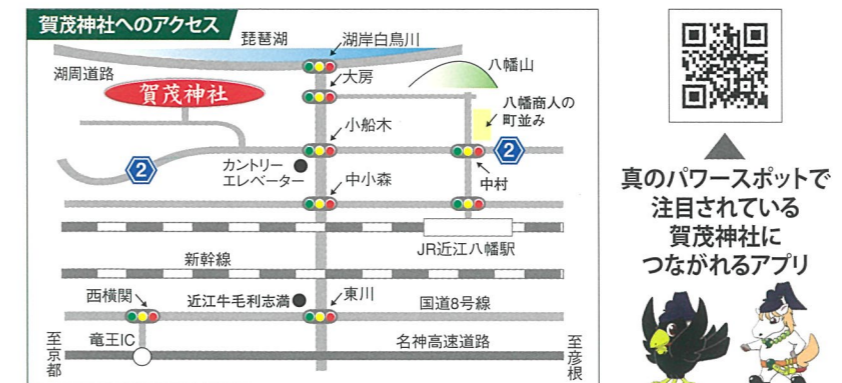 賀茂神社へのアクセス
琵琶湖
湖岸白鳥川
湖周道路
大房
八幡山
賀茂神社
八幡商人の
町並み
小船木
2
2
カントリー
エレベーター
中小森
中村
JR近江八幡駅
新幹線
西横関
近江牛毛利志満
東川
国道8号線
至京都
竜王IC
名神高速道路
至彦根
真のパワースポットで
注目されている
賀茂神社に
つながれるアプリ